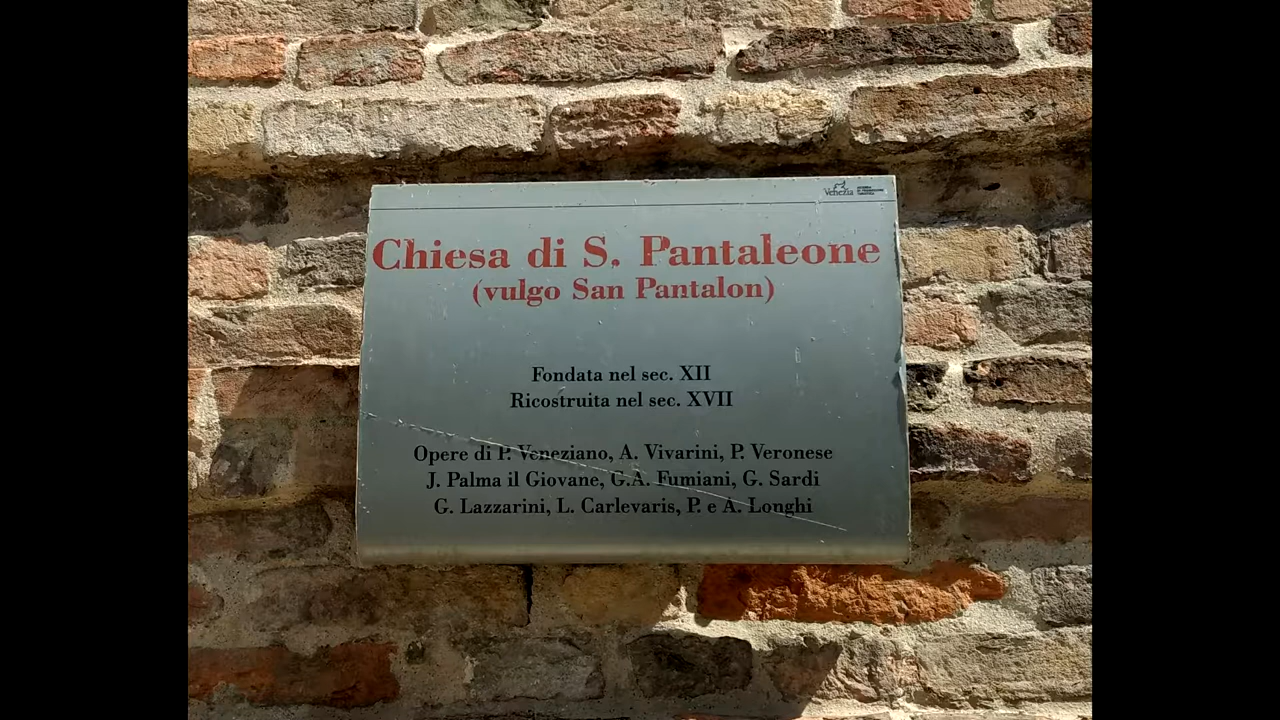 Venezia
Chiesa di S. Pantaleone
(vulgo San Pantalon)
Fondata nel sec. XII
Ricostruita nel sec. XVII
Opere di P. Veneziano, A. Vivarini, P. Veronese
J. Palma il Giovane, G.A. Fumiani, G. Sardi
G. Lazzarini, L. Carlevaris, P. e A. Longhi